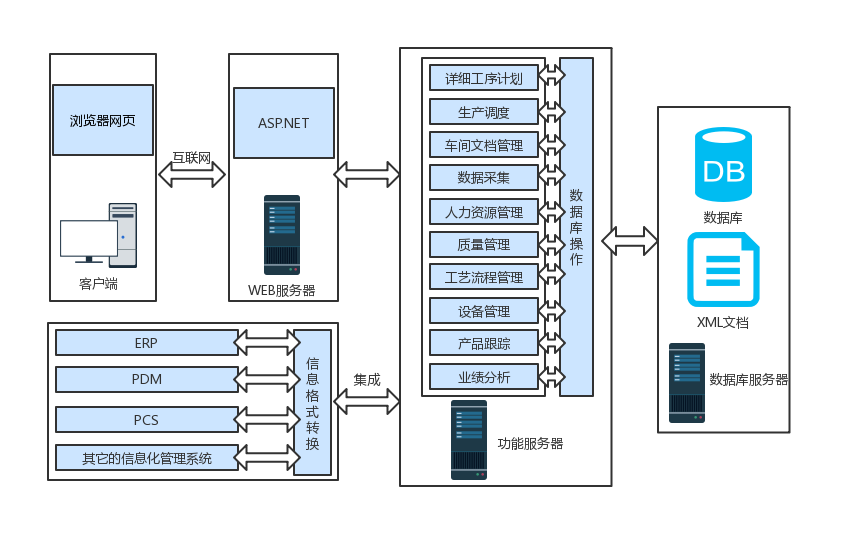 浏览器网页
客户端
互联网
ASP.NET
WEB服务器
详细工序计划
生产调度
车间文档管理
数据采集
人力资源管理
质量管理
工艺流程管理
设备管理
产品跟踪
业绩分析
数据库操作
功能服务器
DB
数据库
XML文档
数据库服务器
ERP
PDM
PCS
其它的信息化管理系统
信息格式转换
集成